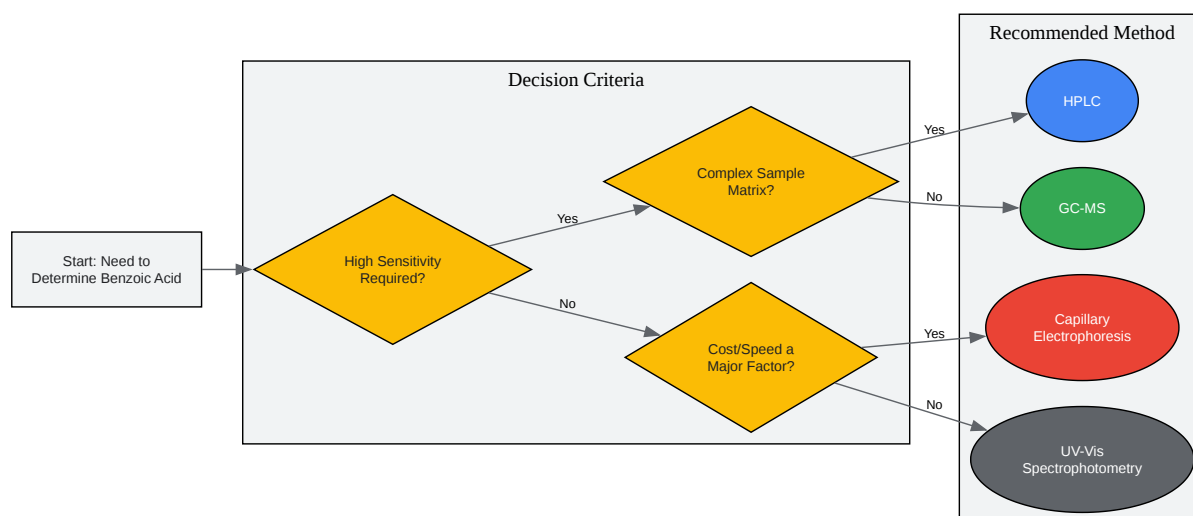 Recommended Method
Decision Criteria
HPLC
Yes
Complex Sample
Matrix?
No
GC-MS
Yes
Start: Need to
Determine Benzoic Acid
High Sensitivity
Required?
No
Capillary
Electrophoresis
Yes
Cost/Speed a
Major Factor?
No
UV-Vis
Spectrophotometry